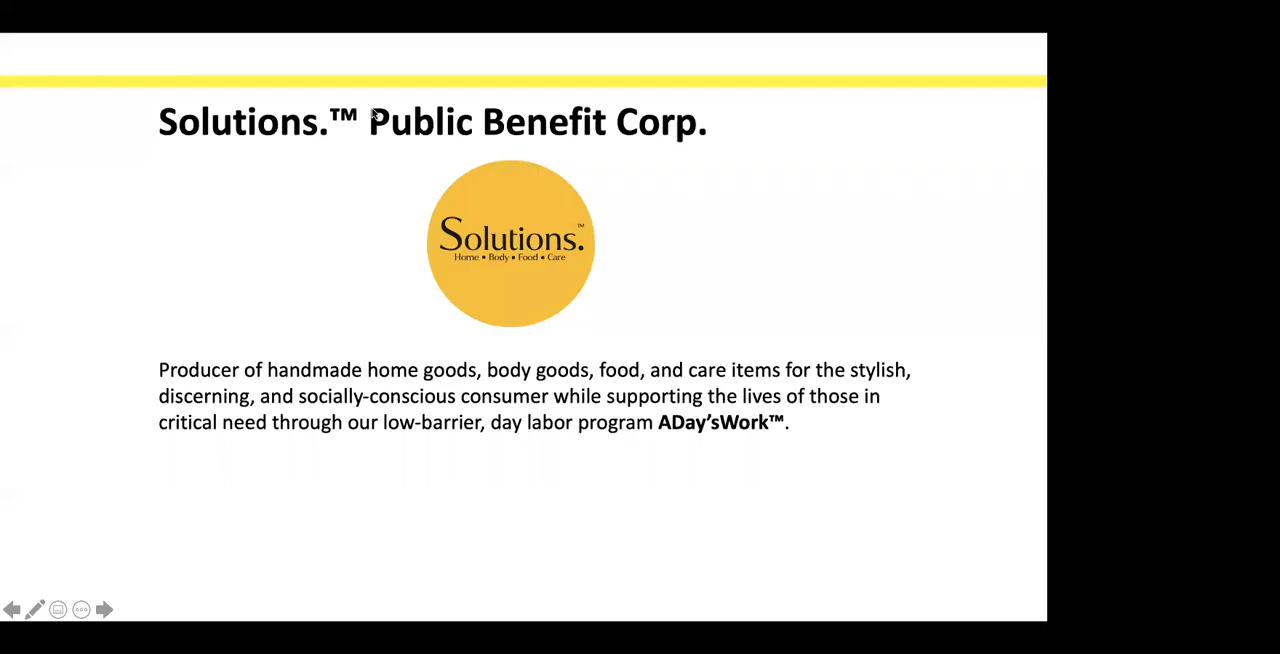 Solutions.™ Public Benefit Corp.
Solutions.™
Home • Body • Food • Care
Producer of handmade home goods, body goods, food, and care items for the stylish,
discerning, and socially-conscious consumer while supporting the lives of those in
critical need through our low-barrier, day labor program ADay’sWork™.